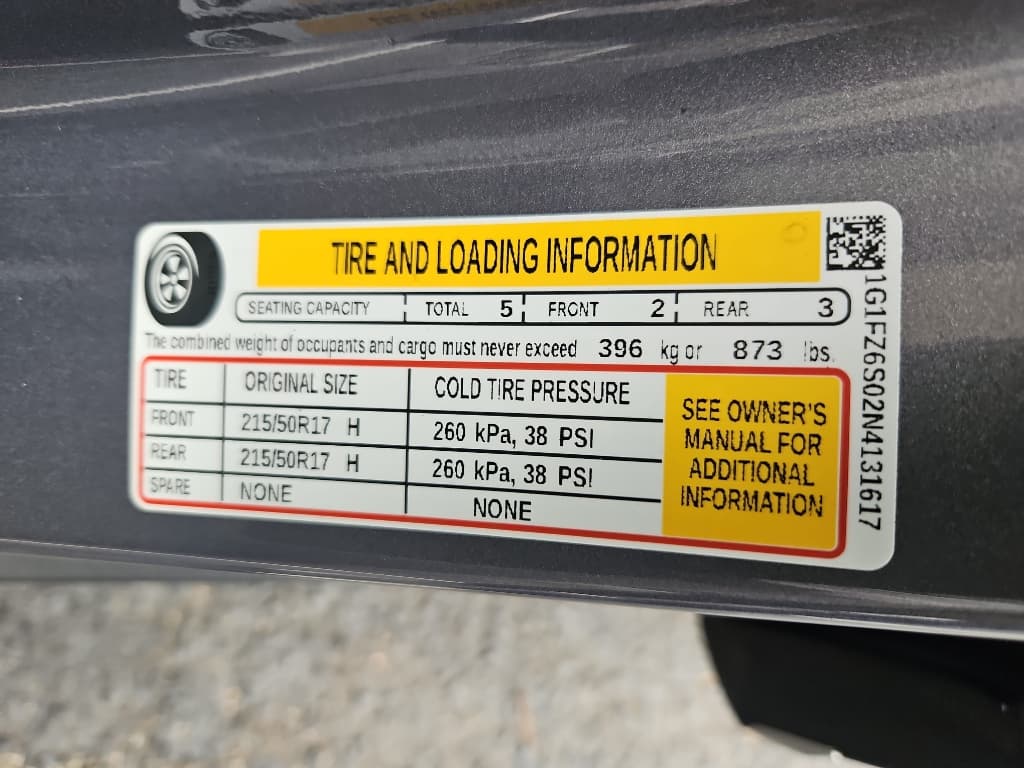 TIRE AND LOADING INFORMATION
SEATING CAPACITY TOTAL 5 FRONT 2 REAR 3
The combined weight of occupants and cargo must never exceed 396 kg or 873 lbs.
TIRE ORIGINAL SIZE COLD TIRE PRESSURE
FRONT 215/50R17 H 260 kPa, 38 PSI
REAR 215/50R17 H 260 kPa, 38 PSI
SPARE NONE NONE
SEE OWNER'S
MANUAL FOR
ADDITIONAL
INFORMATION
1G1FZ6S02N4131617